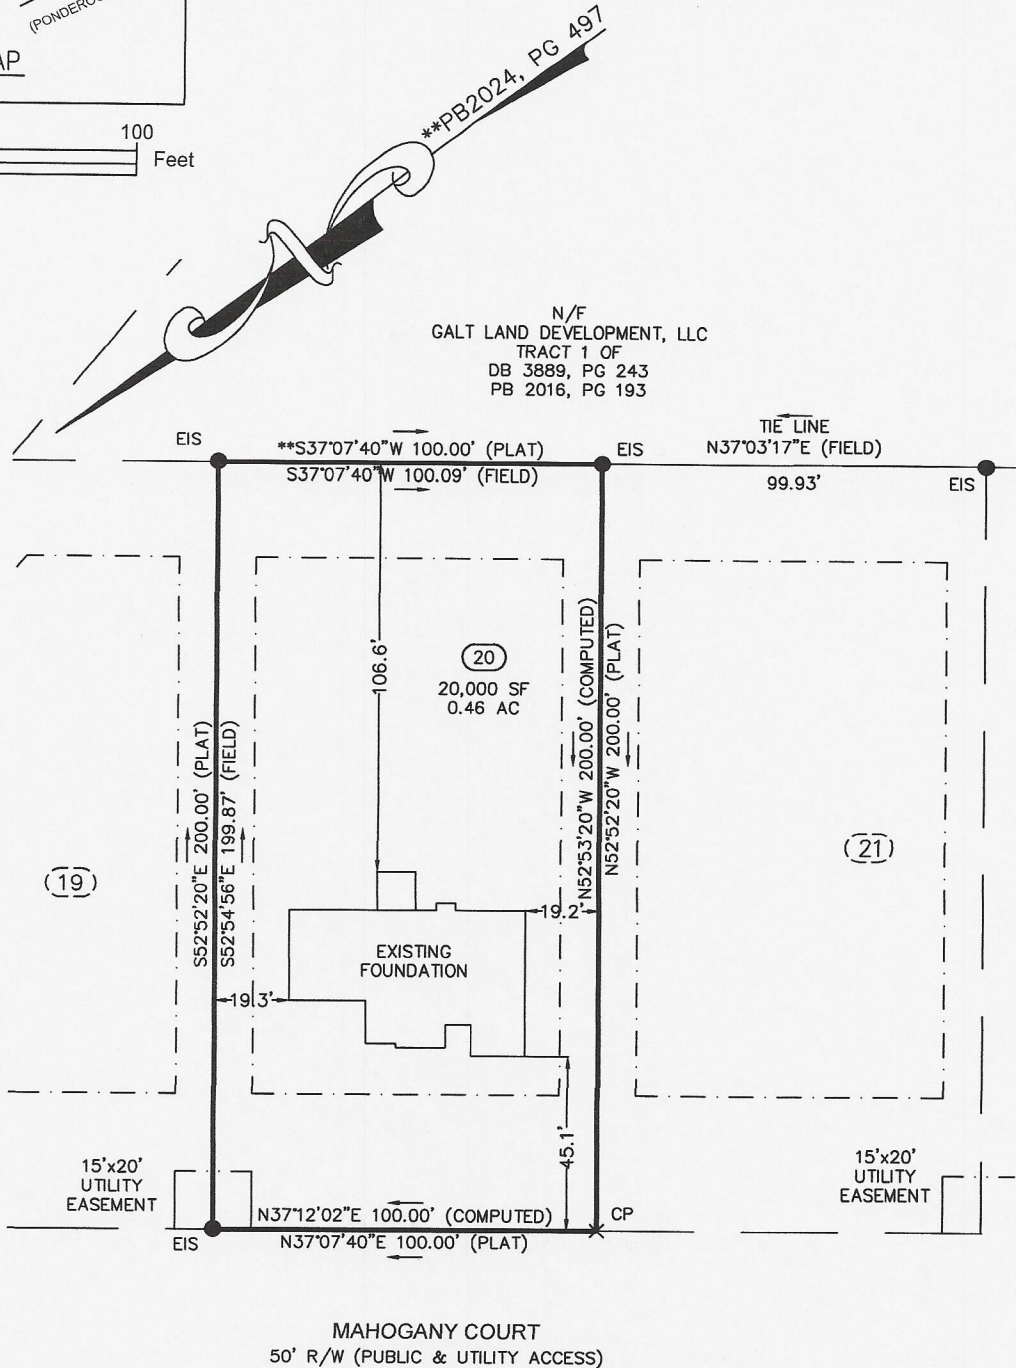 AP
100
Feet
**PB2024, PG 497
N/F
GALT LAND DEVELOPMENT, LLC
TRACT 1 OF
DB 3889, PG 243
PB 2016, PG 193
EIS
**S37°07'40"W 100.00' (PLAT)
S37°07'40"W 100.09' (FIELD)
EIS
TIE LINE
N37°03'17"E (FIELD)
99.93'
EIS
106.6'
20
20,000 SF
0.46 AC
N52°53'20"W 200.00' (COMPUTED)
N52°52'20"W 200.00' (PLAT)
S52°52'20"E 200.00' (PLAT)
S52°54'56"E 199.87' (FIELD)
19
21
19.2'
EXISTING
FOUNDATION
19.3'
45.1'
15'x20'
UTILITY
EASEMENT
15'x20'
UTILITY
EASEMENT
N37°12'02"E 100.00' (COMPUTED)
N37°07'40"E 100.00' (PLAT)
EIS
CP
MAHOGANY COURT
50' R/W (PUBLIC & UTILITY ACCESS)